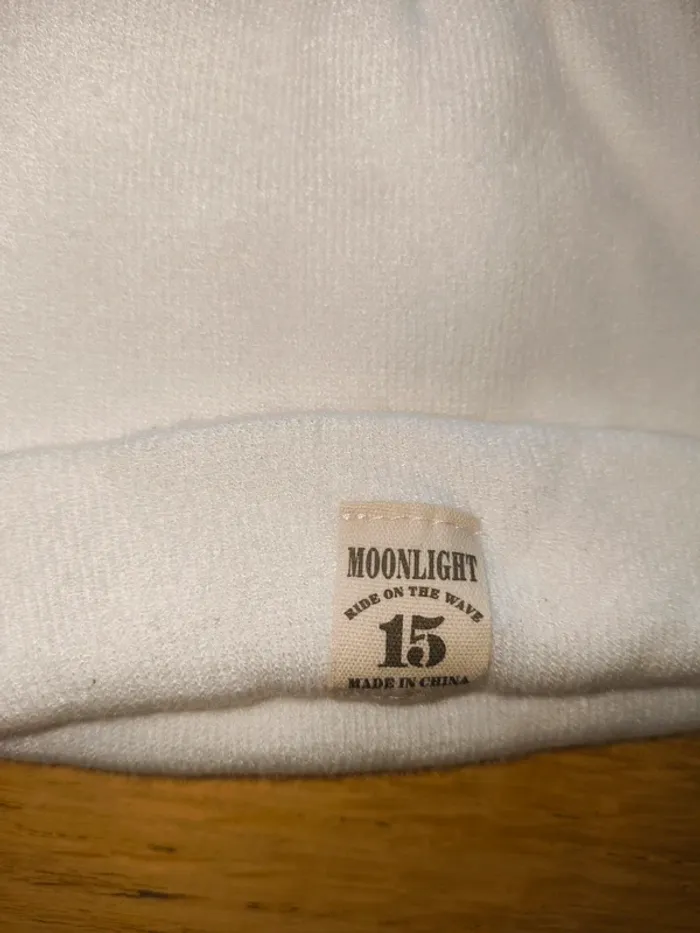 MOONLIGHT
RIDE ON THE WAVE
15
MADE IN CHINA